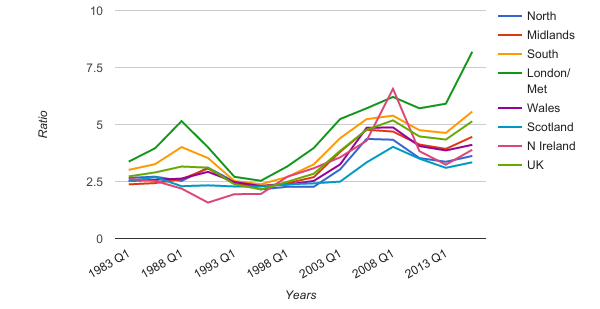 10
7.5
5
2.5
0
Ratio
1983 Q1
1988 Q1
1993 Q1
1998 Q1
2003 Q1
2008 Q1
2013 Q1
Years
North
Midlands
South
London/
Met
Wales
Scotland
N Ireland
UK